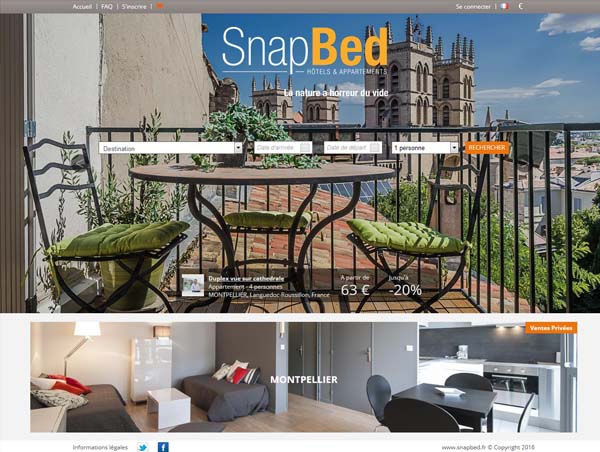 Accueil | FAQ | S'inscrire |
Se connecter | | €
SnapBed
HÔTELS & APPARTEMENTS
La nature a horreur du vide
Destination
Date d'arrivée
Date de départ
1 personne
RECHERCHER
Duplex vue sur cathedrale
Appartement - 4 personnes
MONTPELLIER, Languedoc-Roussillon, France
A partir de
63 €
Jusqu'à
-20%
Ventes Privées
MONTPELLIER
Informations légales
www.snapbed.fr © Copyright 2016